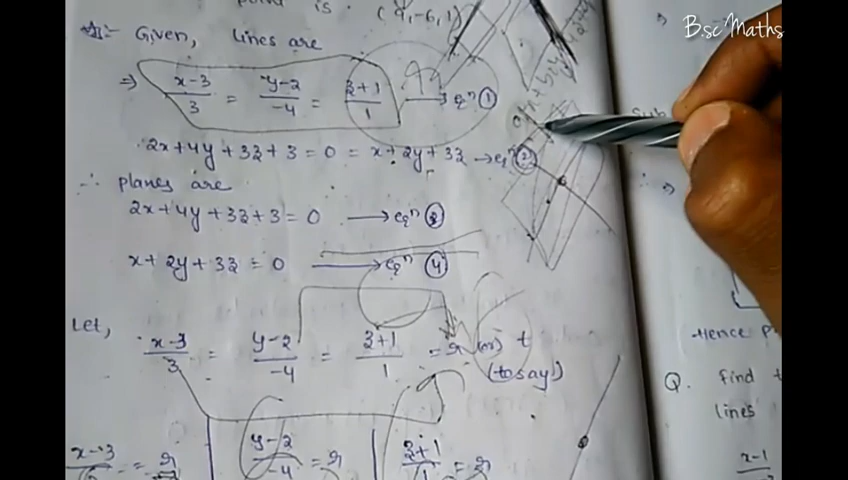 B.sc Maths
point is (9,-6,1)
Given, lines are
⇒ x-3/3 = y-2/-4 = z+1/1 → eqⁿ ①
2x+4y+3z+3=0 = x+2y+3z → eqⁿ ②
∴ planes are
2x+4y+3z+3=0 → eqⁿ ③
x+2y+3z=0 → eqⁿ ④
Let,
x-3/3 = y-2/-4 = z+1/1 = r (or) t
(to say)
x-3/ = r | y-2/-4 = r | z+1/1 = r
Sub
∴ ⇒
Hence p
Q. Find t
lines
x-1